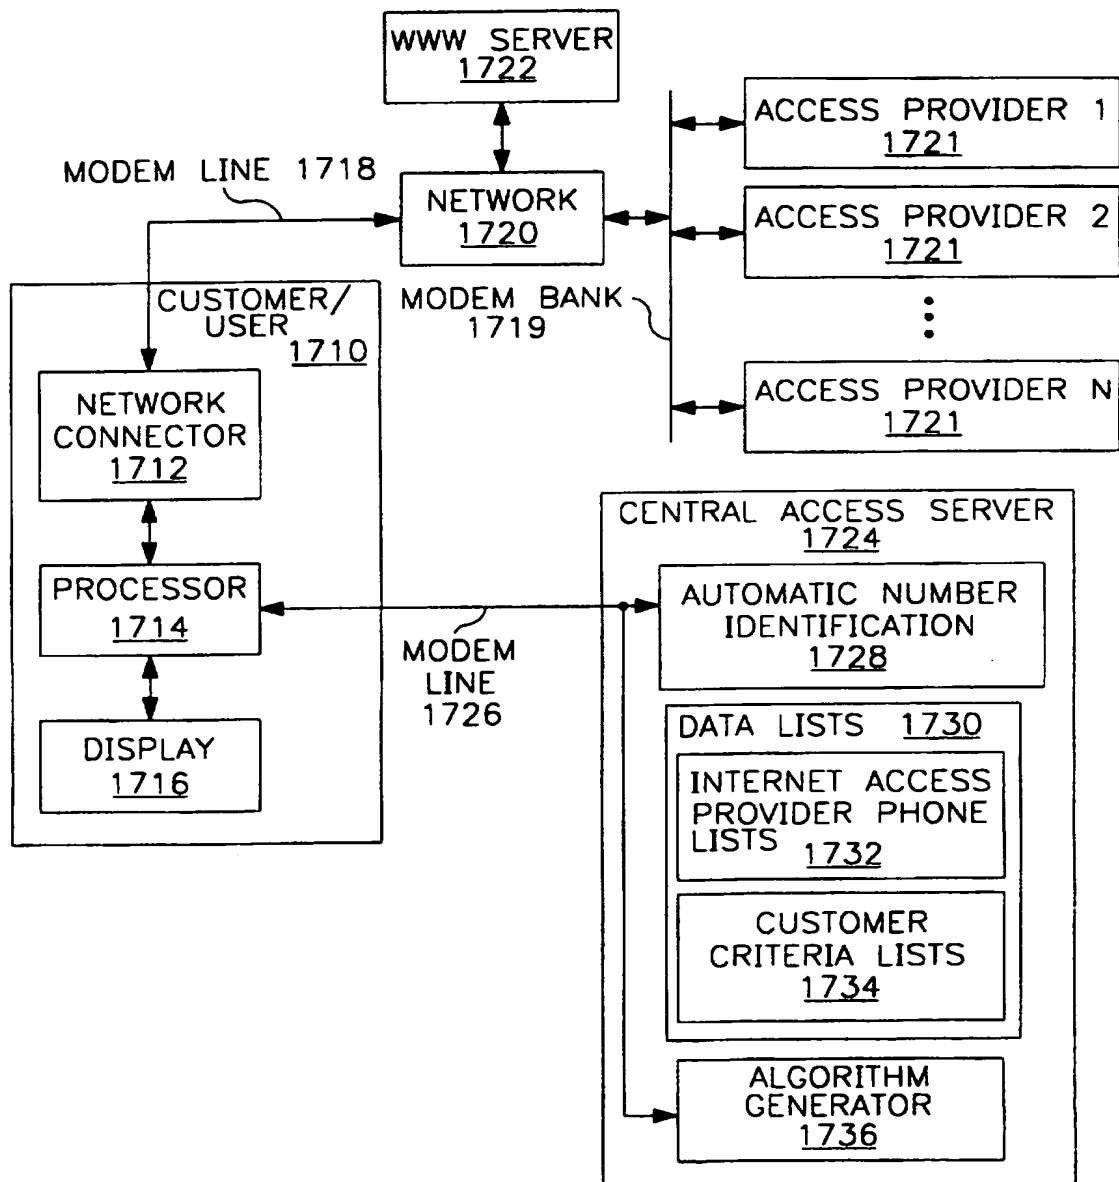 WWW SERVER
1722
ACCESS PROVIDER 1
1721
MODEM LINE 1718
NETWORK
1720
ACCESS PROVIDER 2
1721
MODEM BANK
1719
ACCESS PROVIDER N
1721
CUSTOMER/
USER
1710
NETWORK
CONNECTOR
1712
PROCESSOR
1714
DISPLAY
1716
MODEM
LINE
1726
CENTRAL ACCESS SERVER
1724
AUTOMATIC NUMBER
IDENTIFICATION
1728
DATA LISTS 1730
INTERNET ACCESS
PROVIDER PHONE
LISTS 1732
CUSTOMER
CRITERIA LISTS
1734
ALGORITHM
GENERATOR
1736